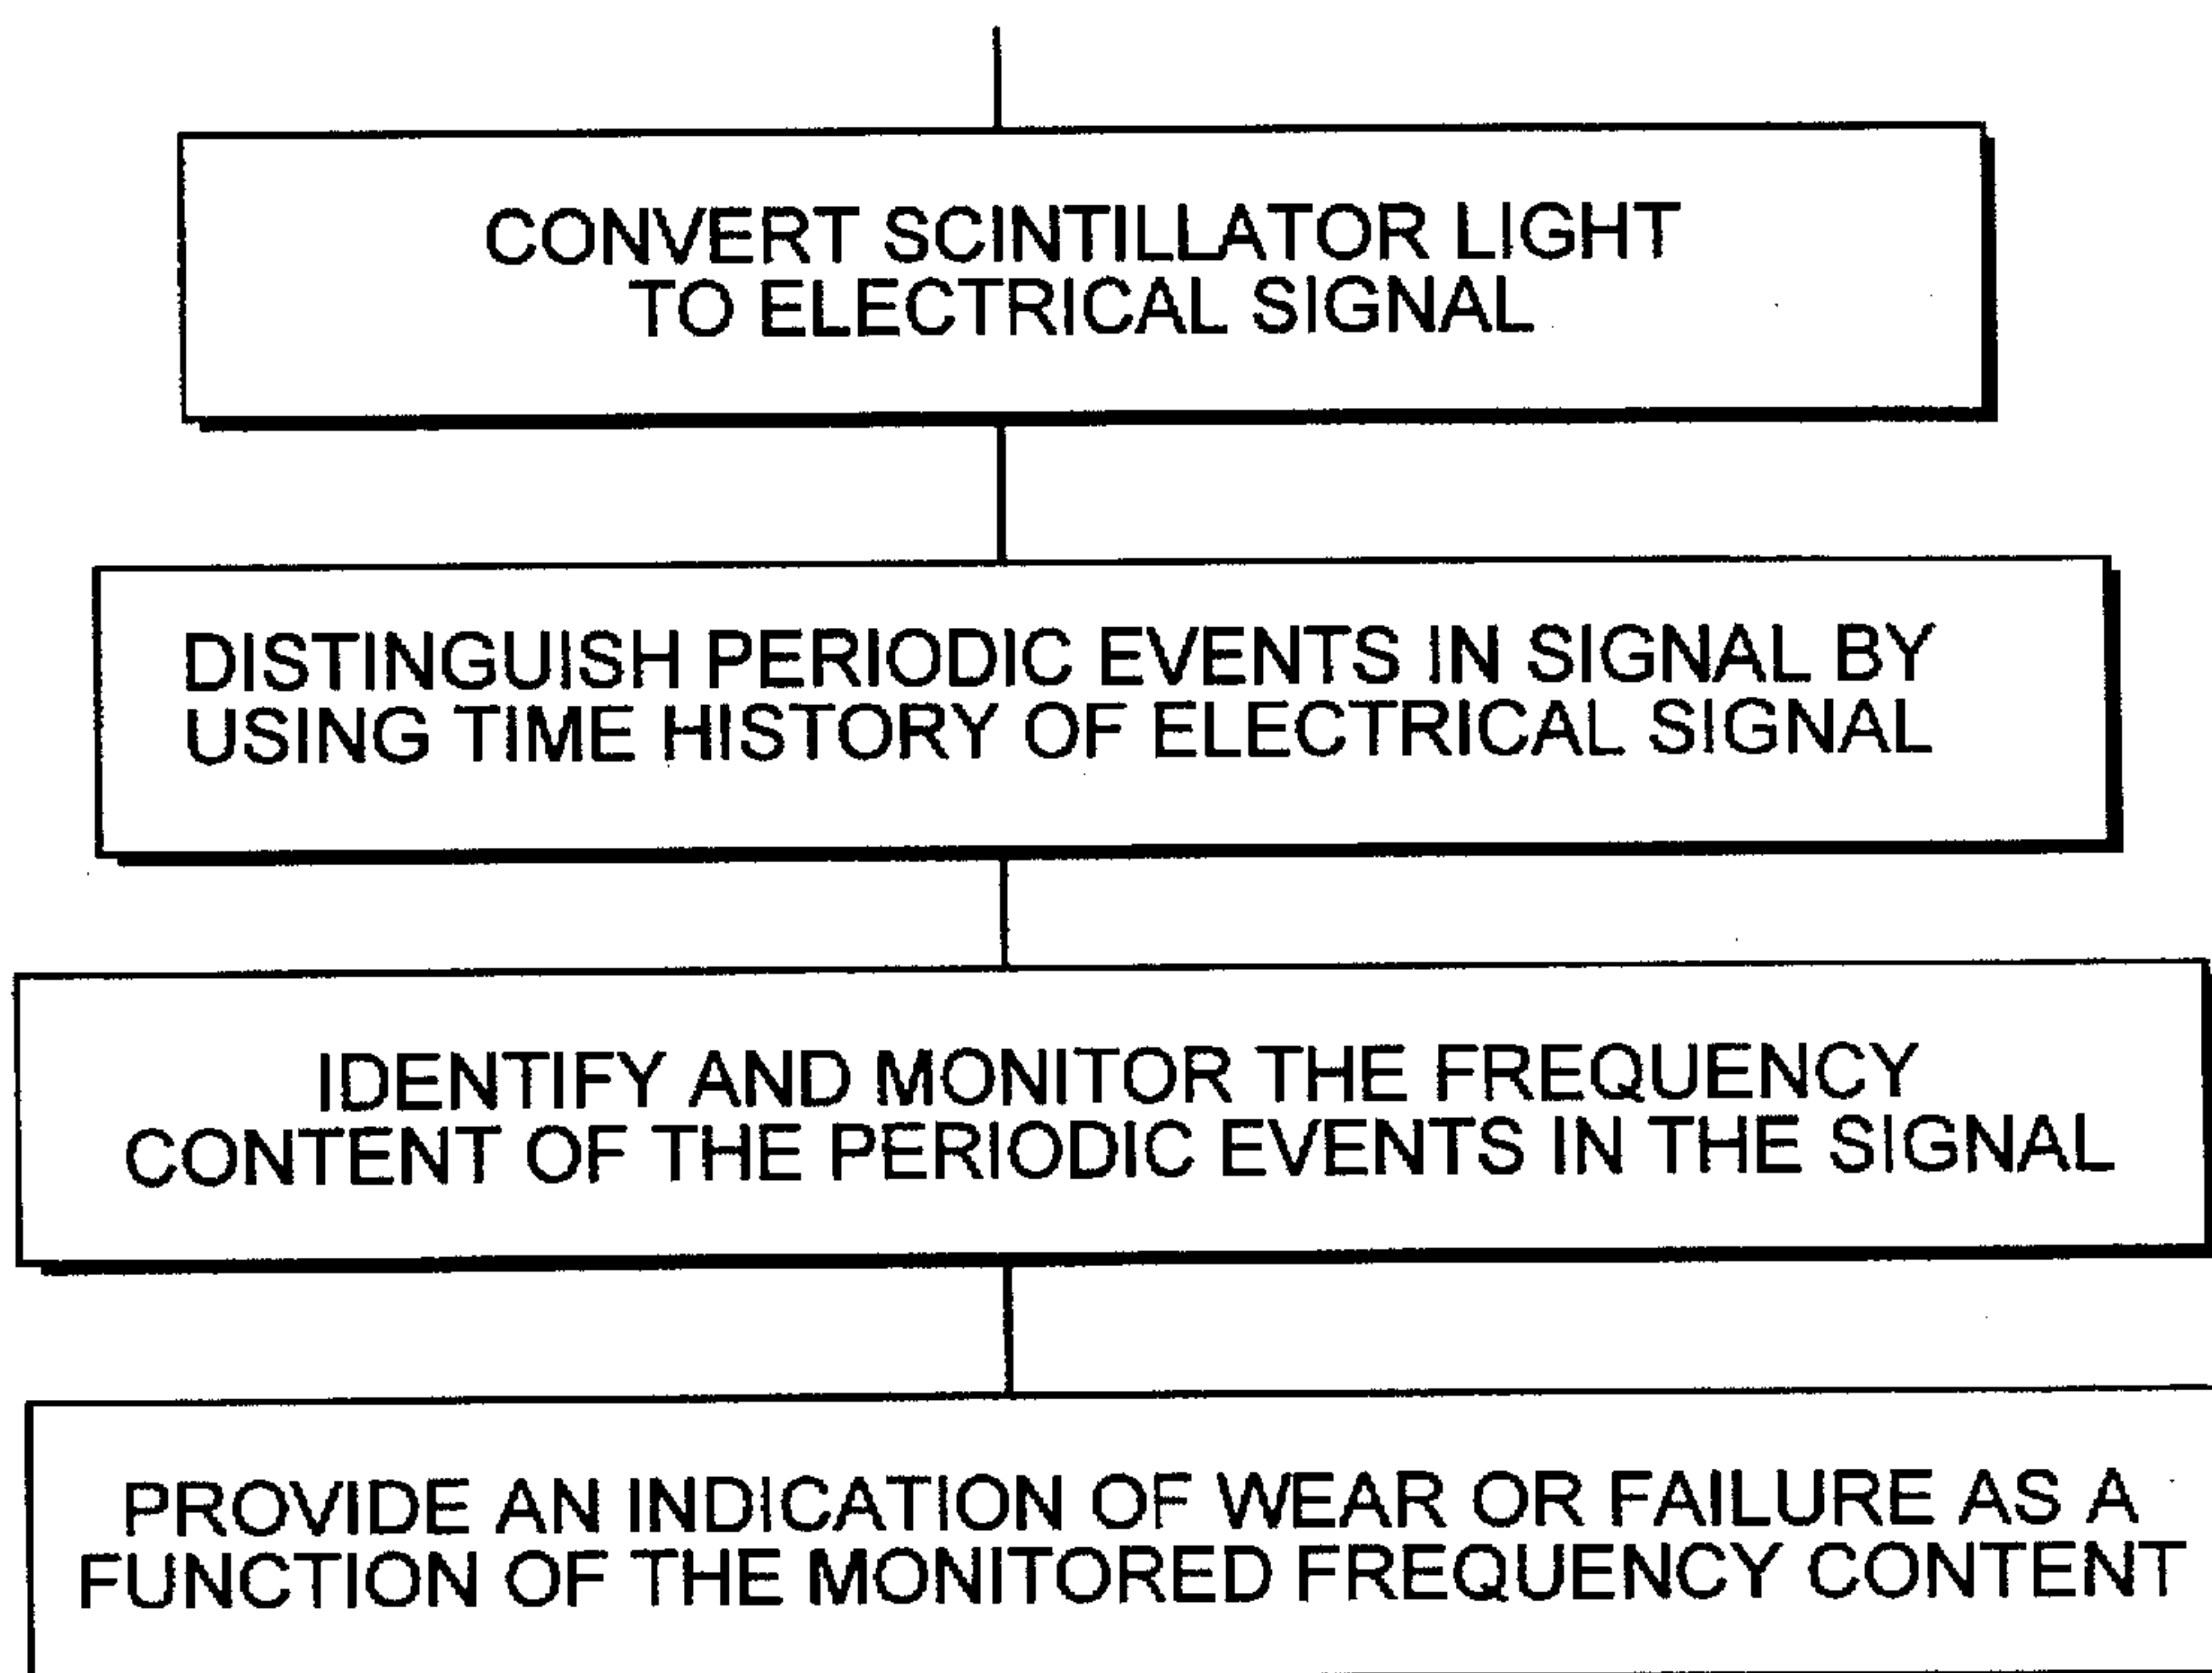 CONVERT SCINTILLATOR LIGHT
TO ELECTRICAL SIGNAL
DISTINGUISH PERIODIC EVENTS IN SIGNAL BY
USING TIME HISTORY OF ELECTRICAL SIGNAL
IDENTIFY AND MONITOR THE FREQUENCY
CONTENT OF THE PERIODIC EVENTS IN THE SIGNAL
PROVIDE AN INDICATION OF WEAR OR FAILURE AS A
FUNCTION OF THE MONITORED FREQUENCY CONTENT